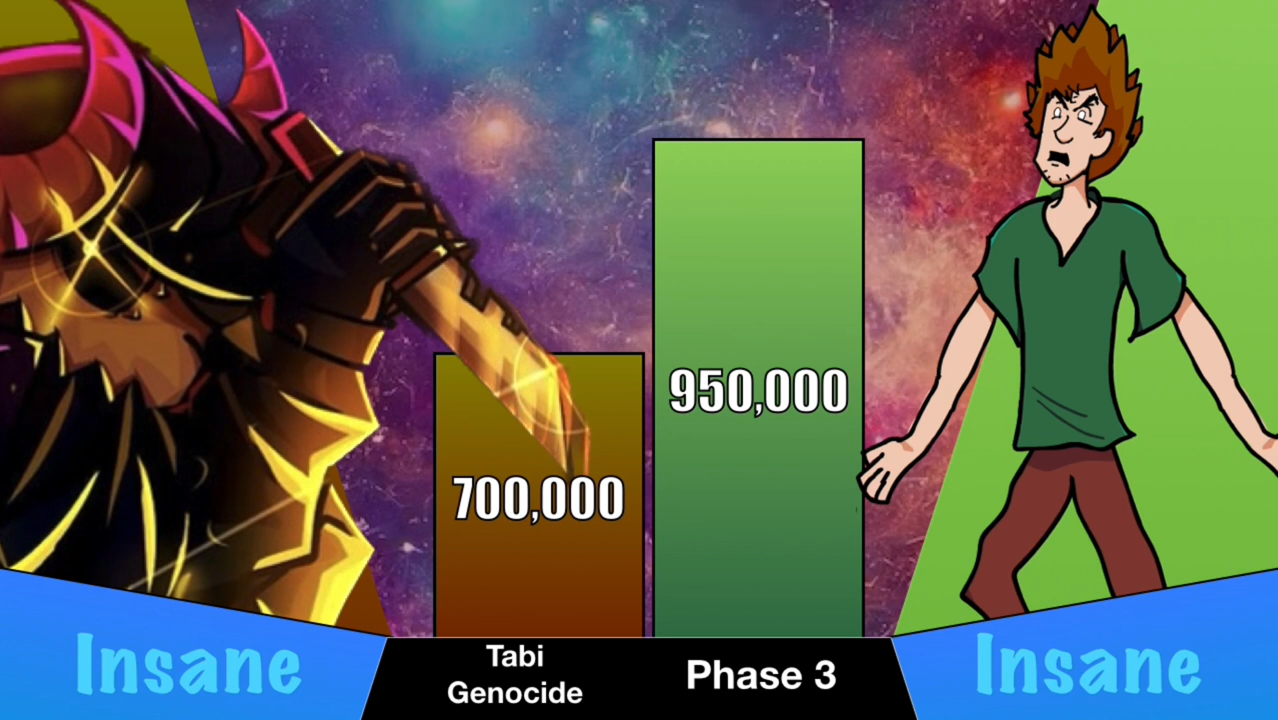 700,000
950,000
Insane
Tabi
Genocide
Phase 3
Insane